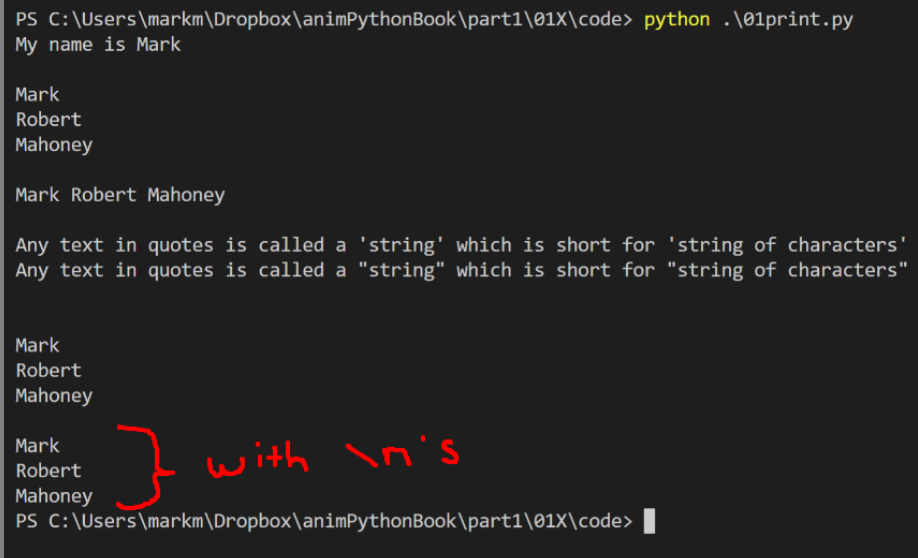 PS C:\Users\markm\Dropbox\animPythonBook\part1\01X\code> python .\01print.py
My name is Mark
Mark
Robert
Mahoney
Mark Robert Mahoney
Any text in quotes is called a 'string' which is short for 'string of characters'
Any text in quotes is called a "string" which is short for "string of characters"
Mark
Robert
Mahoney
Mark
Robert
Mahoney
with \n's
PS C:\Users\markm\Dropbox\animPythonBook\part1\01X\code>